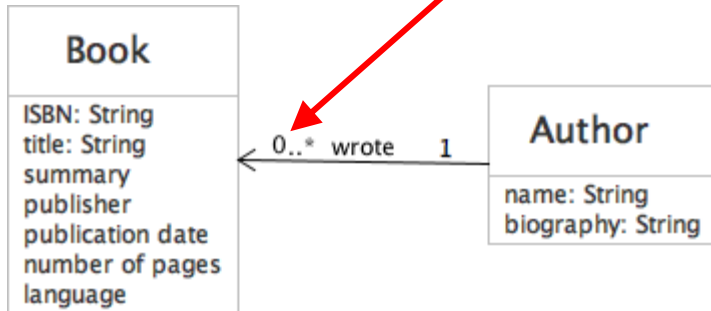 Book
ISBN: String
title: String
summary
publisher
publication date
number of pages
language
0..* wrote 1
Author
name: String
biography: String